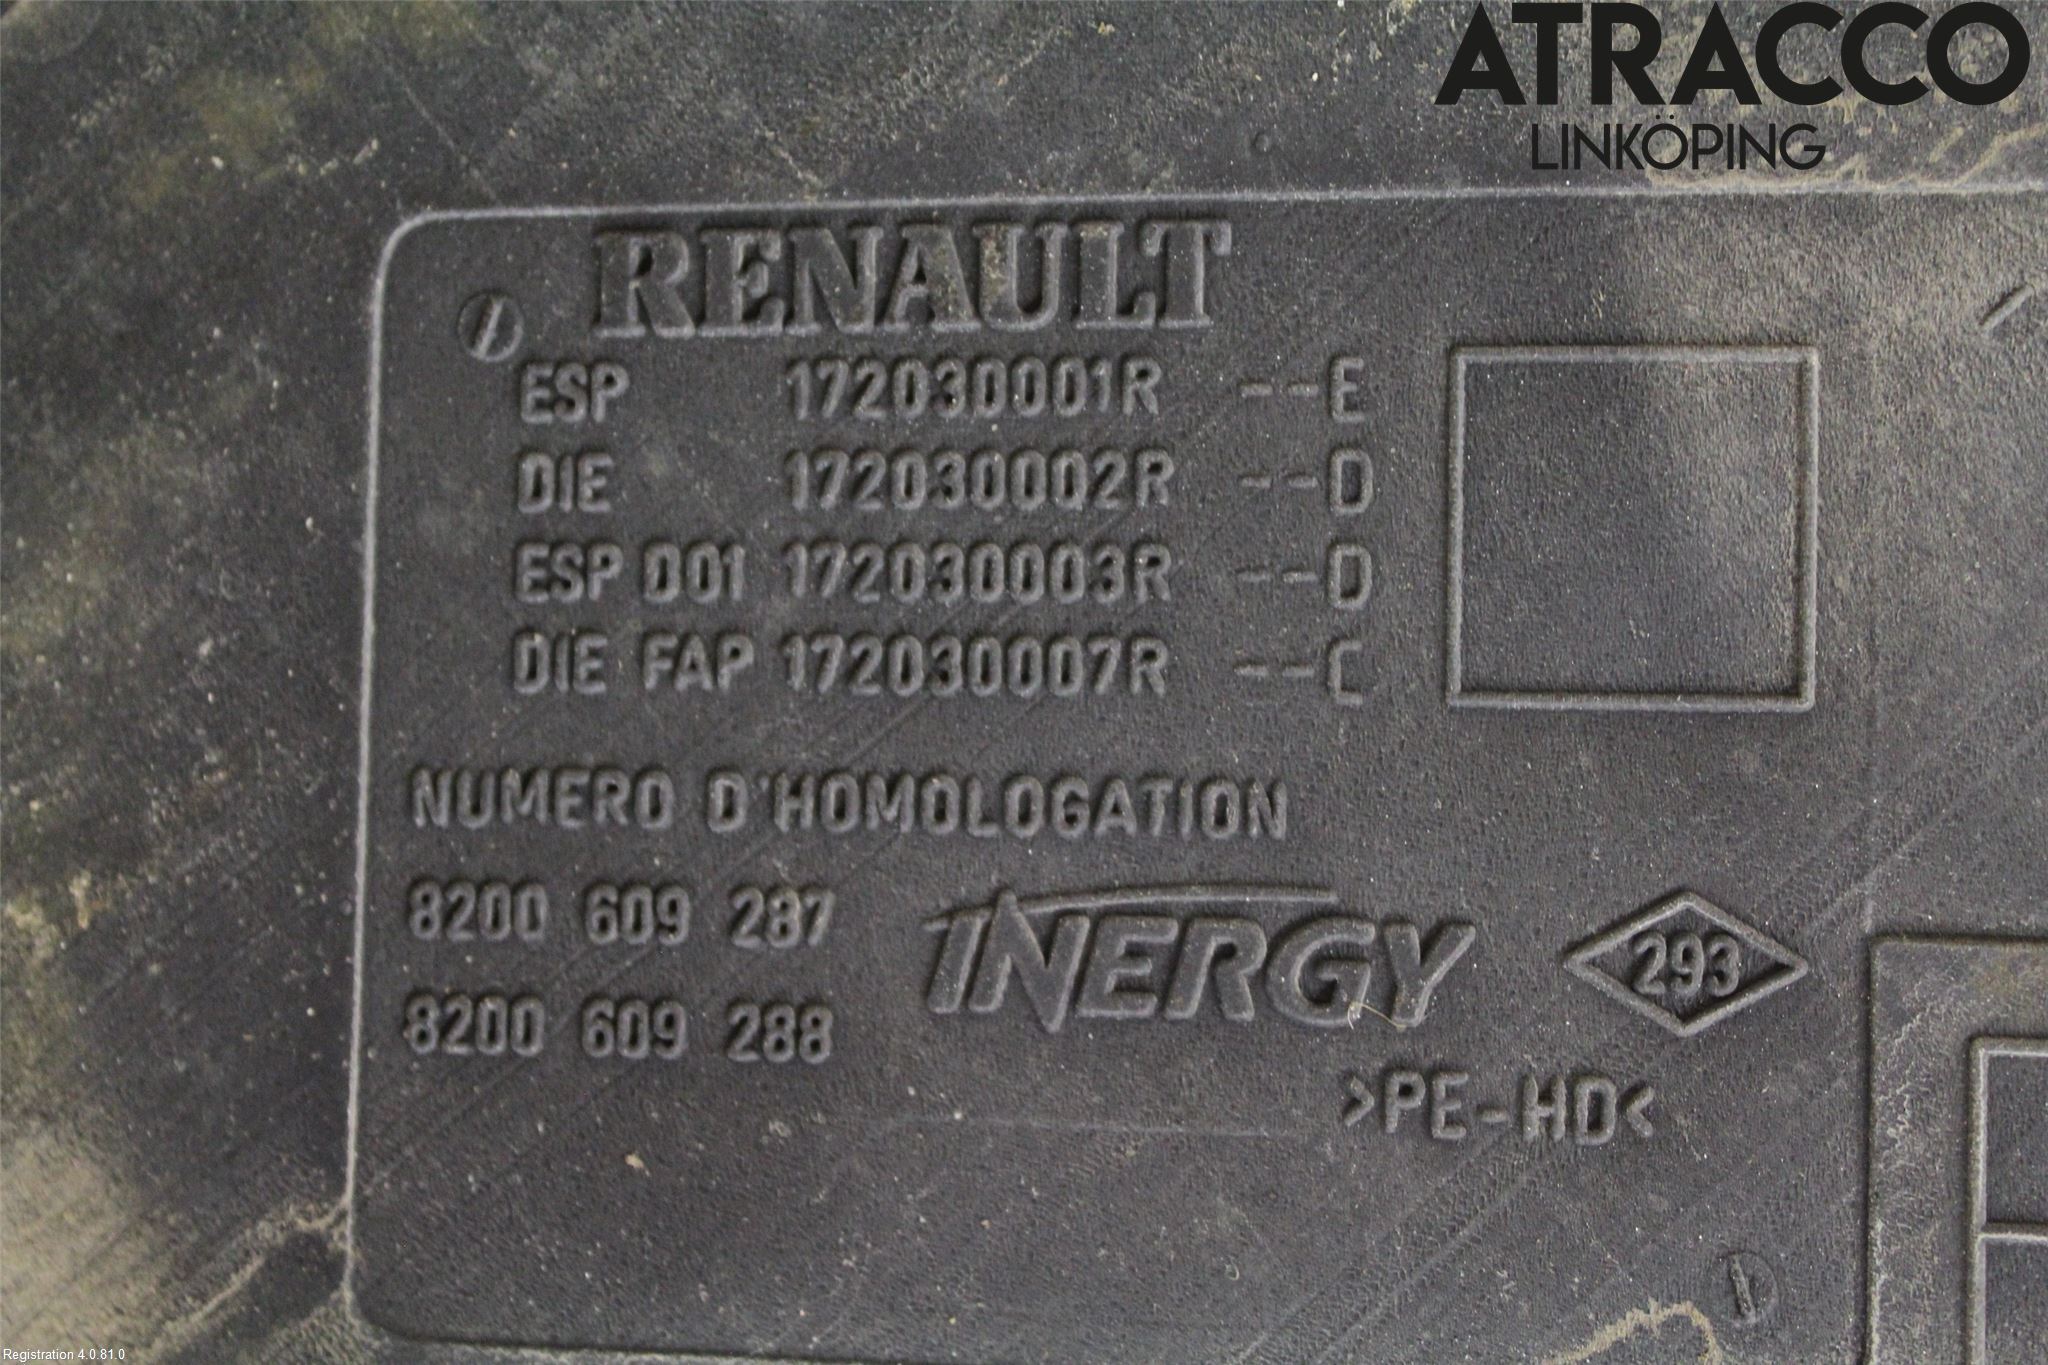 ATRACCO
LINKÖPING
RENAULT
ESP 172030001R --E
DIE 172030002R --D
ESP 001 172030003R --D
DIE FAP 172030007R --C
NUMERO D'HOMOLOGATION
8200 609 287
8200 609 288
INERGY
293
>PE-HD<
Registration 4.0.81.0